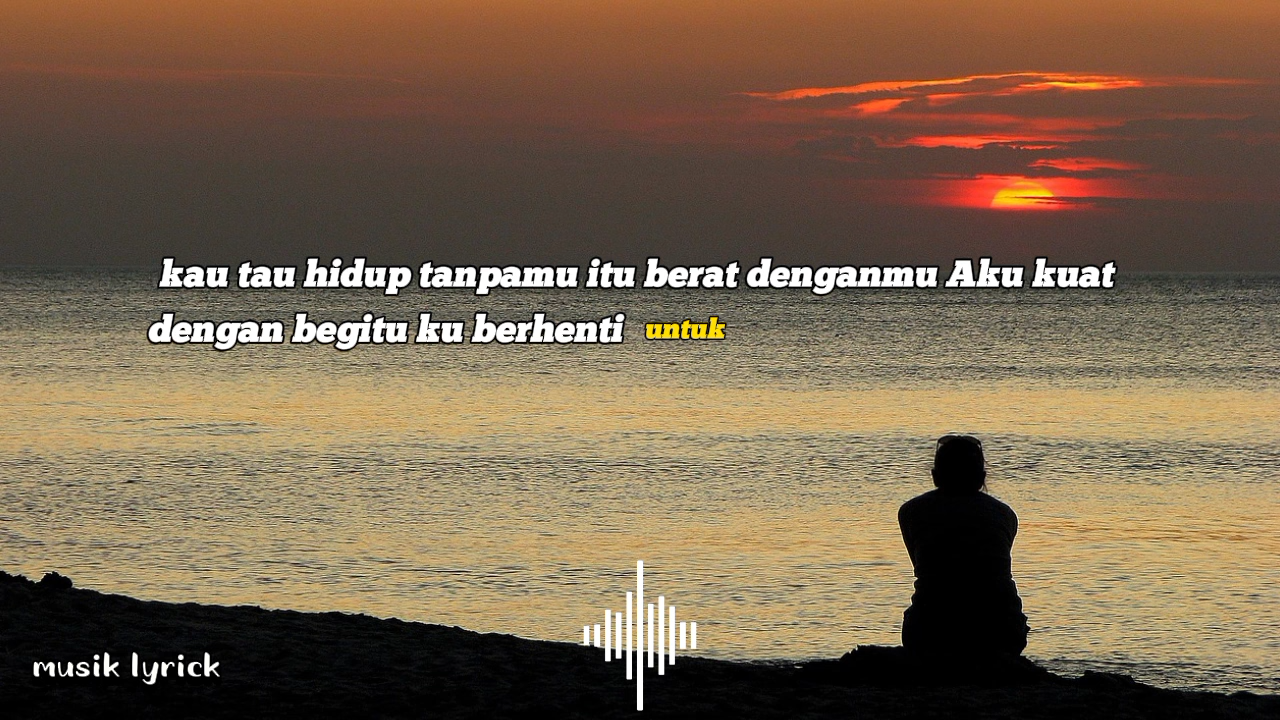 kau tau hidup tanpamu itu berat denganmu Aku kuat
dengan begitu ku berhenti untuk
musik lyrick